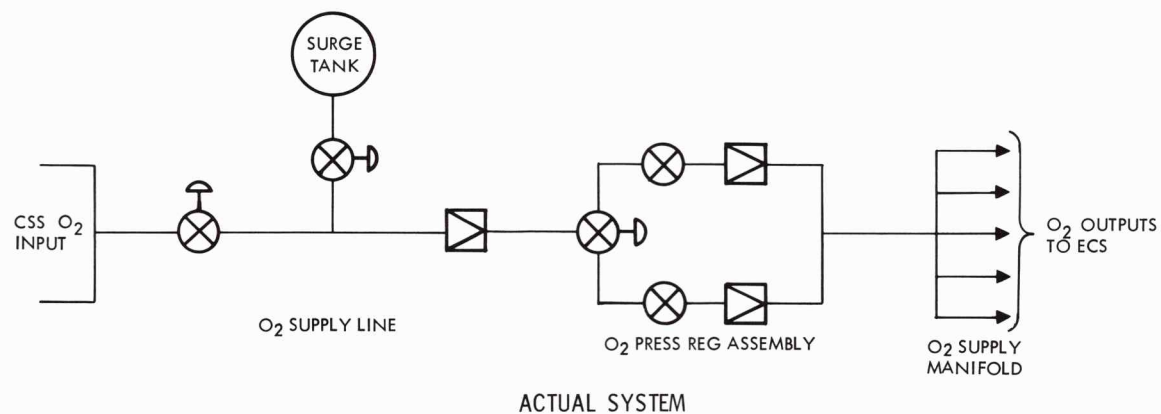 SURGE
TANK
CSS O₂
INPUT
O₂ OUTPUTS
TO ECS
O₂ SUPPLY LINE
O₂ PRESS REG ASSEMBLY
O₂ SUPPLY
MANIFOLD
ACTUAL SYSTEM